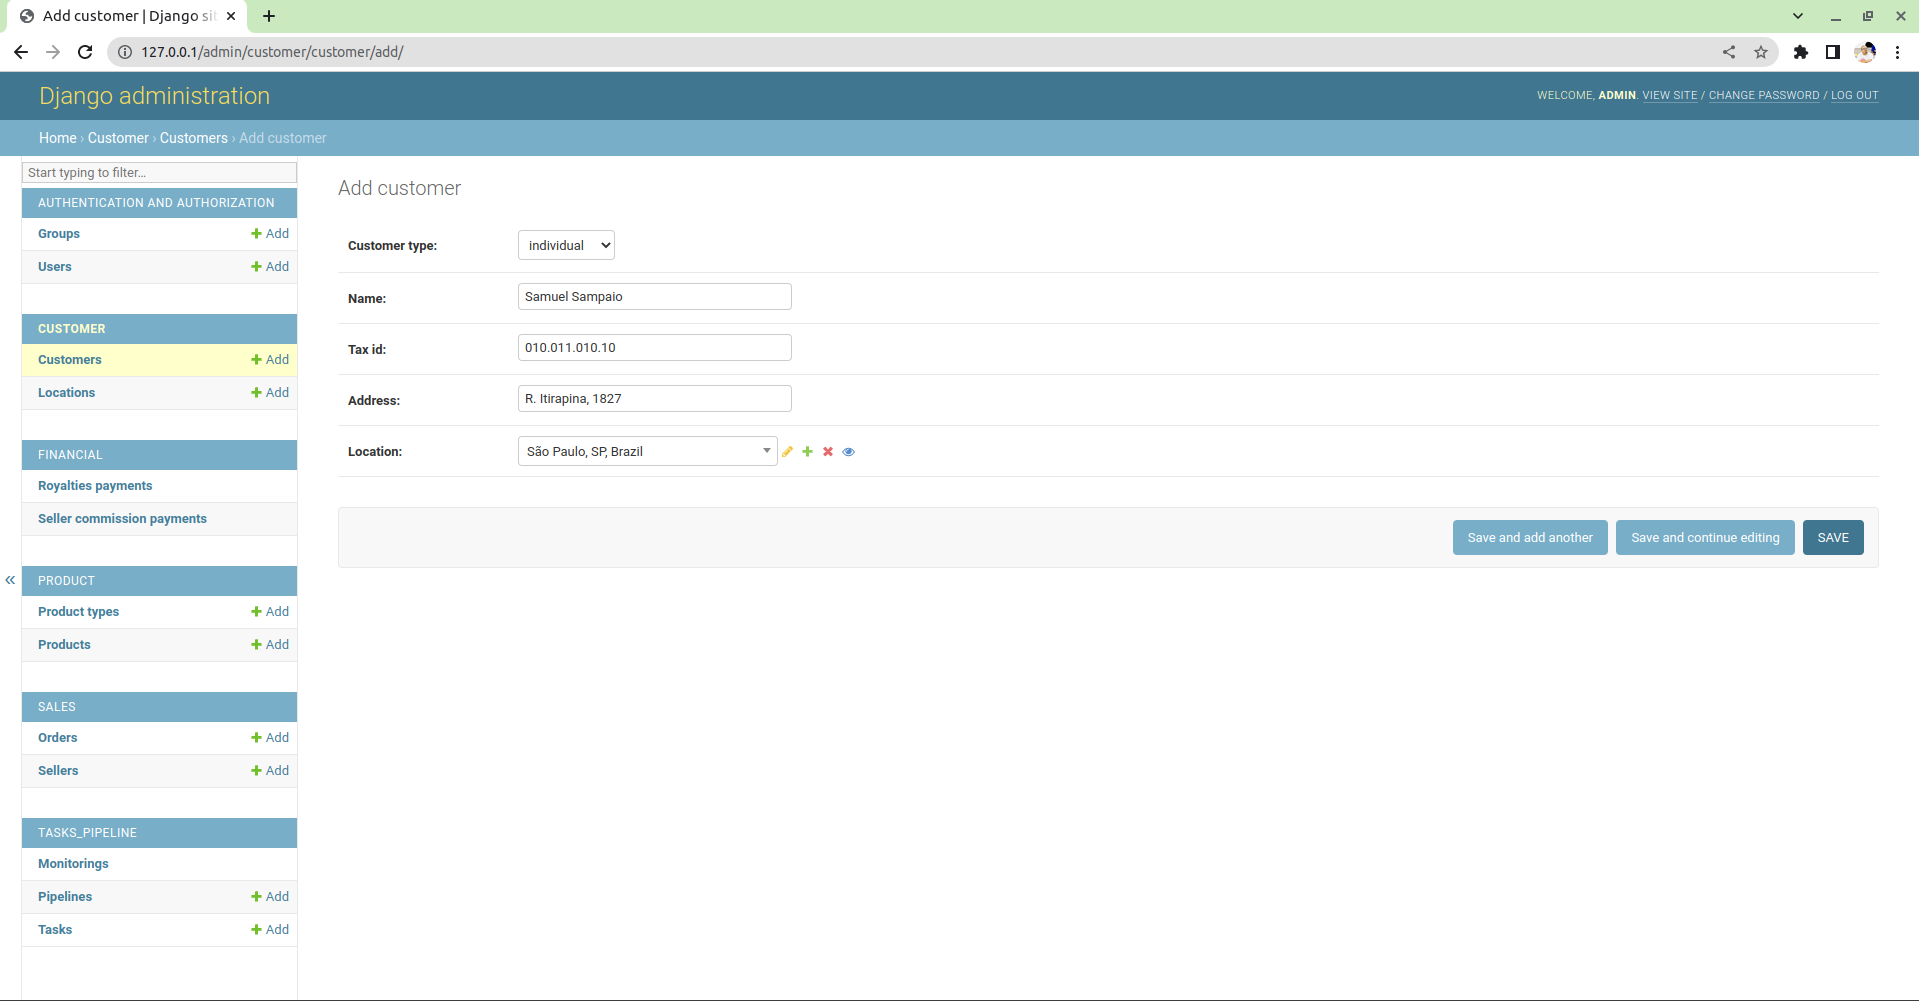 Add customer | Django sit
127.0.0.1/admin/customer/customer/add/
Django administration
WELCOME, ADMIN. VIEW SITE / CHANGE PASSWORD / LOG OUT
Home › Customer › Customers › Add customer
Start typing to filter...
AUTHENTICATION AND AUTHORIZATION
Groups Add
Users Add
CUSTOMER
Customers Add
Locations Add
FINANCIAL
Royalties payments
Seller commission payments
«
PRODUCT
Product types Add
Products Add
SALES
Orders Add
Sellers Add
TASKS_PIPELINE
Monitorings
Pipelines Add
Tasks Add
Add customer
Customer type: individual
Name: Samuel Sampaio
Tax id: 010.011.010.10
Address: R. Itirapina, 1827
Location: São Paulo, SP, Brazil
Save and add another Save and continue editing SAVE